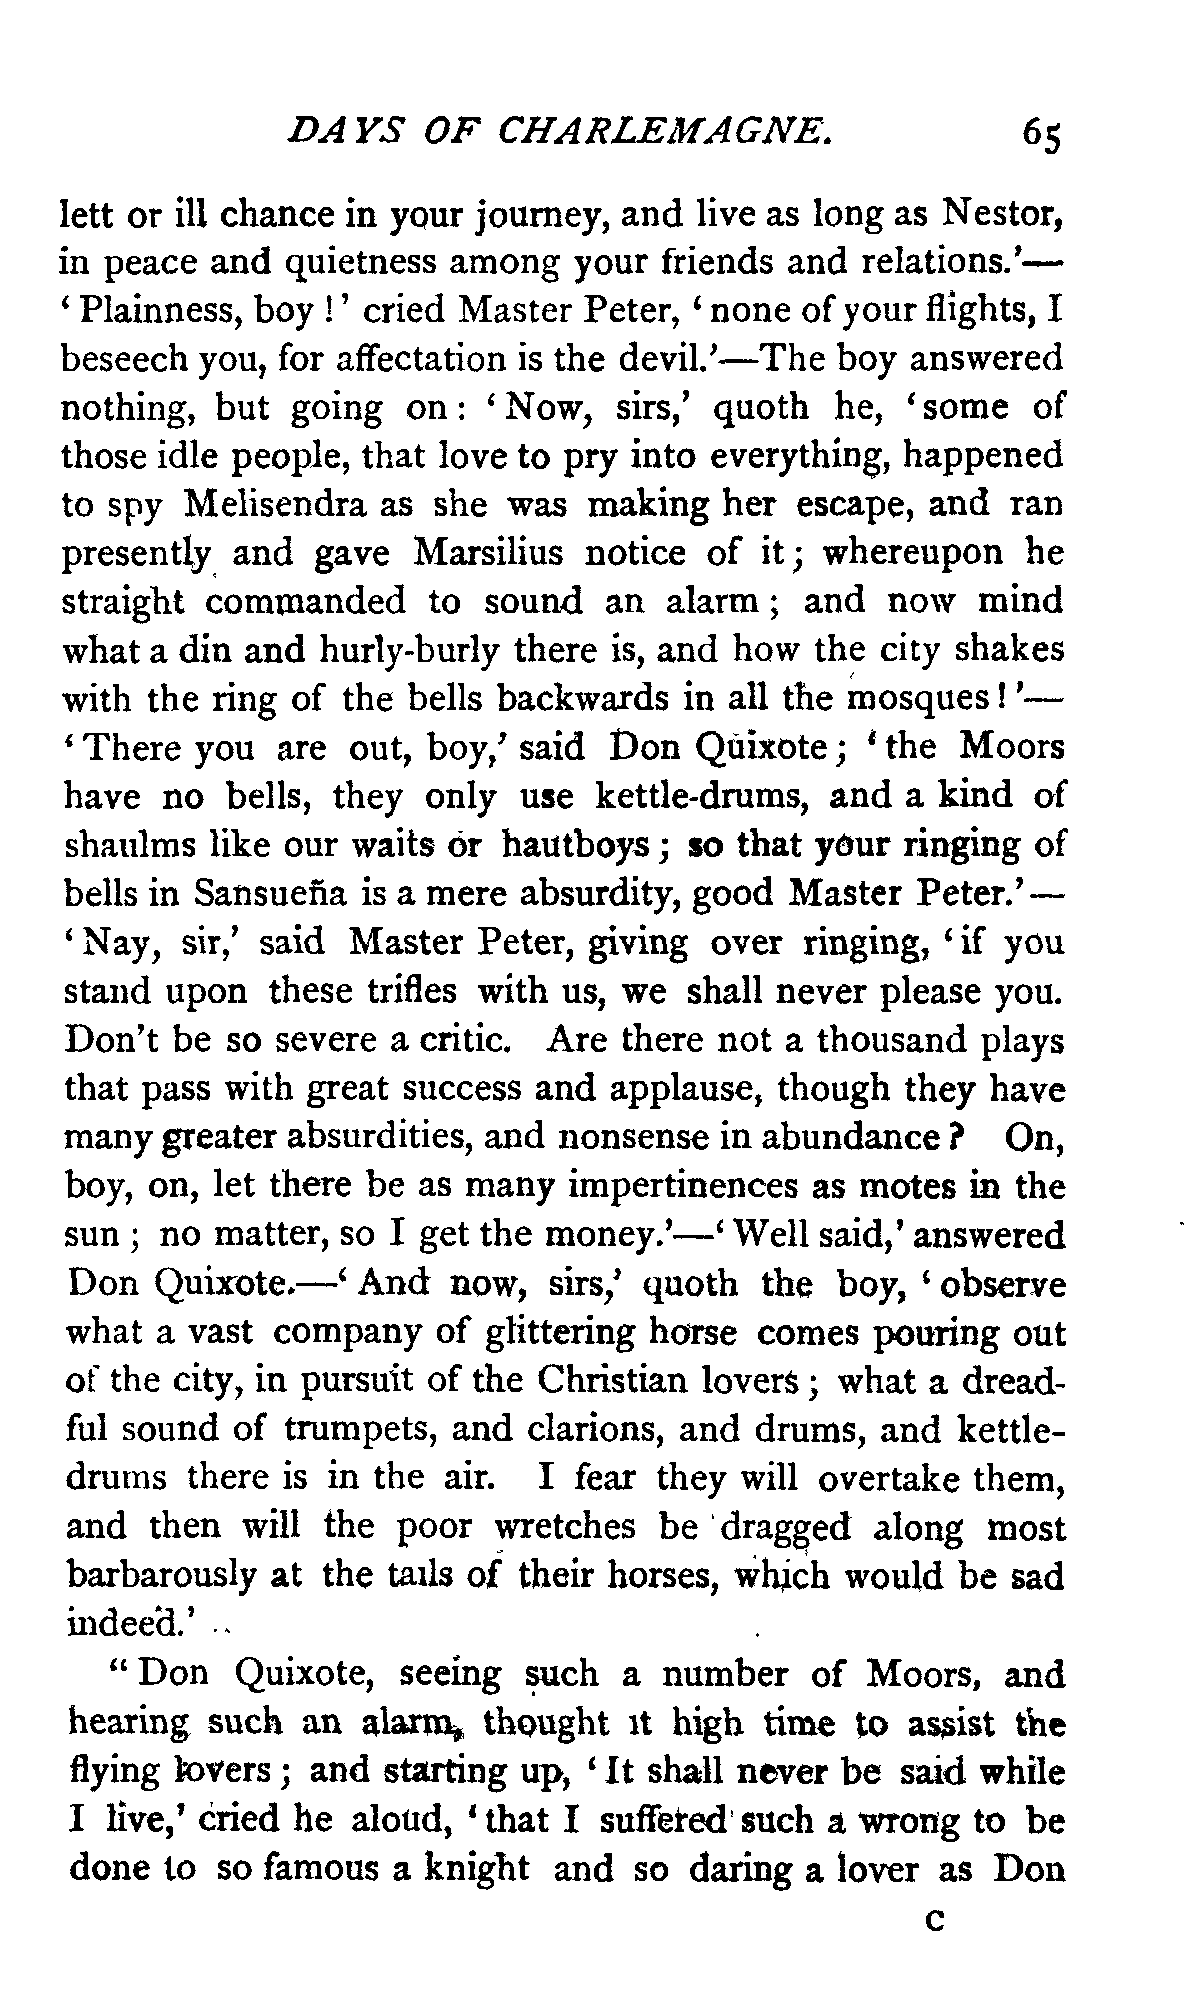 DAYS OF CHARLEMAGNE. 65
lett or ill chance in your journey, and live as long as Nestor,
in peace and quietness among your friends and relations.'—
'Plainness, boy!' cried Master Peter, 'none of your flights, I
beseech you, for affectation is the devil.'—The boy answered
nothing, but going on: 'Now, sirs,' quoth he, 'some of
those idle people, that love to pry into everything, happened
to spy Melisendra as she was making her escape, and ran
presently and gave Marsilius notice of it; whereupon he
straight commanded to sound an alarm; and now mind
what a din and hurly-burly there is, and how the city shakes
with the ring of the bells backwards in all the mosques!'—
'There you are out, boy,' said Don Quixote; 'the Moors
have no bells, they only use kettle-drums, and a kind of
shaulms like our waits or hautboys; so that your ringing of
bells in Sansueña is a mere absurdity, good Master Peter.'—
'Nay, sir,' said Master Peter, giving over ringing, 'if you
stand upon these trifles with us, we shall never please you.
Don't be so severe a critic. Are there not a thousand plays
that pass with great success and applause, though they have
many greater absurdities, and nonsense in abundance? On,
boy, on, let there be as many impertinences as motes in the
sun; no matter, so I get the money.'—'Well said,' answered
Don Quixote.—'And now, sirs,' quoth the boy, 'observe
what a vast company of glittering horse comes pouring out
of the city, in pursuit of the Christian lovers; what a dread-
ful sound of trumpets, and clarions, and drums, and kettle-
drums there is in the air. I fear they will overtake them,
and then will the poor wretches be dragged along most
barbarously at the tails of their horses, which would be sad
indeed.'
"Don Quixote, seeing such a number of Moors, and
hearing such an alarm, thought it high time to assist the
flying lovers; and starting up, 'It shall never be said while
I live,' cried he aloud, 'that I suffered such a wrong to be
done to so famous a knight and so daring a lover as Don
C